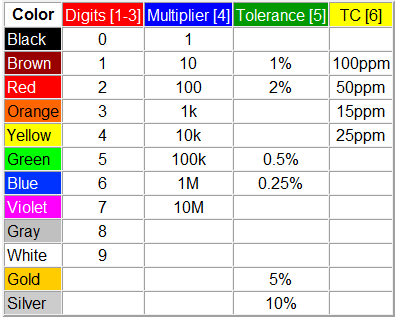 Color Digits [1-3] Multiplier [4] Tolerance [5] TC [6]
Black 0 1
Brown 1 10 1% 100ppm
Red 2 100 2% 50ppm
Orange 3 1k 15ppm
Yellow 4 10k 25ppm
Green 5 100k 0.5%
Blue 6 1M 0.25%
Violet 7 10M
Gray 8
White 9
Gold 5%
Silver 10%